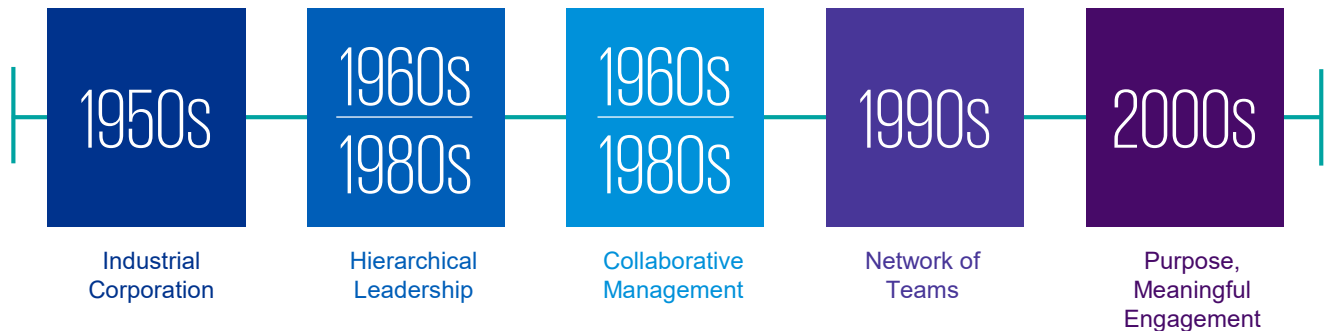 1950s
1960s
1980s
1960s
1980s
1990s
2000s
Industrial
Corporation
Hierarchical
Leadership
Collaborative
Management
Network of
Teams
Purpose,
Meaningful
Engagement